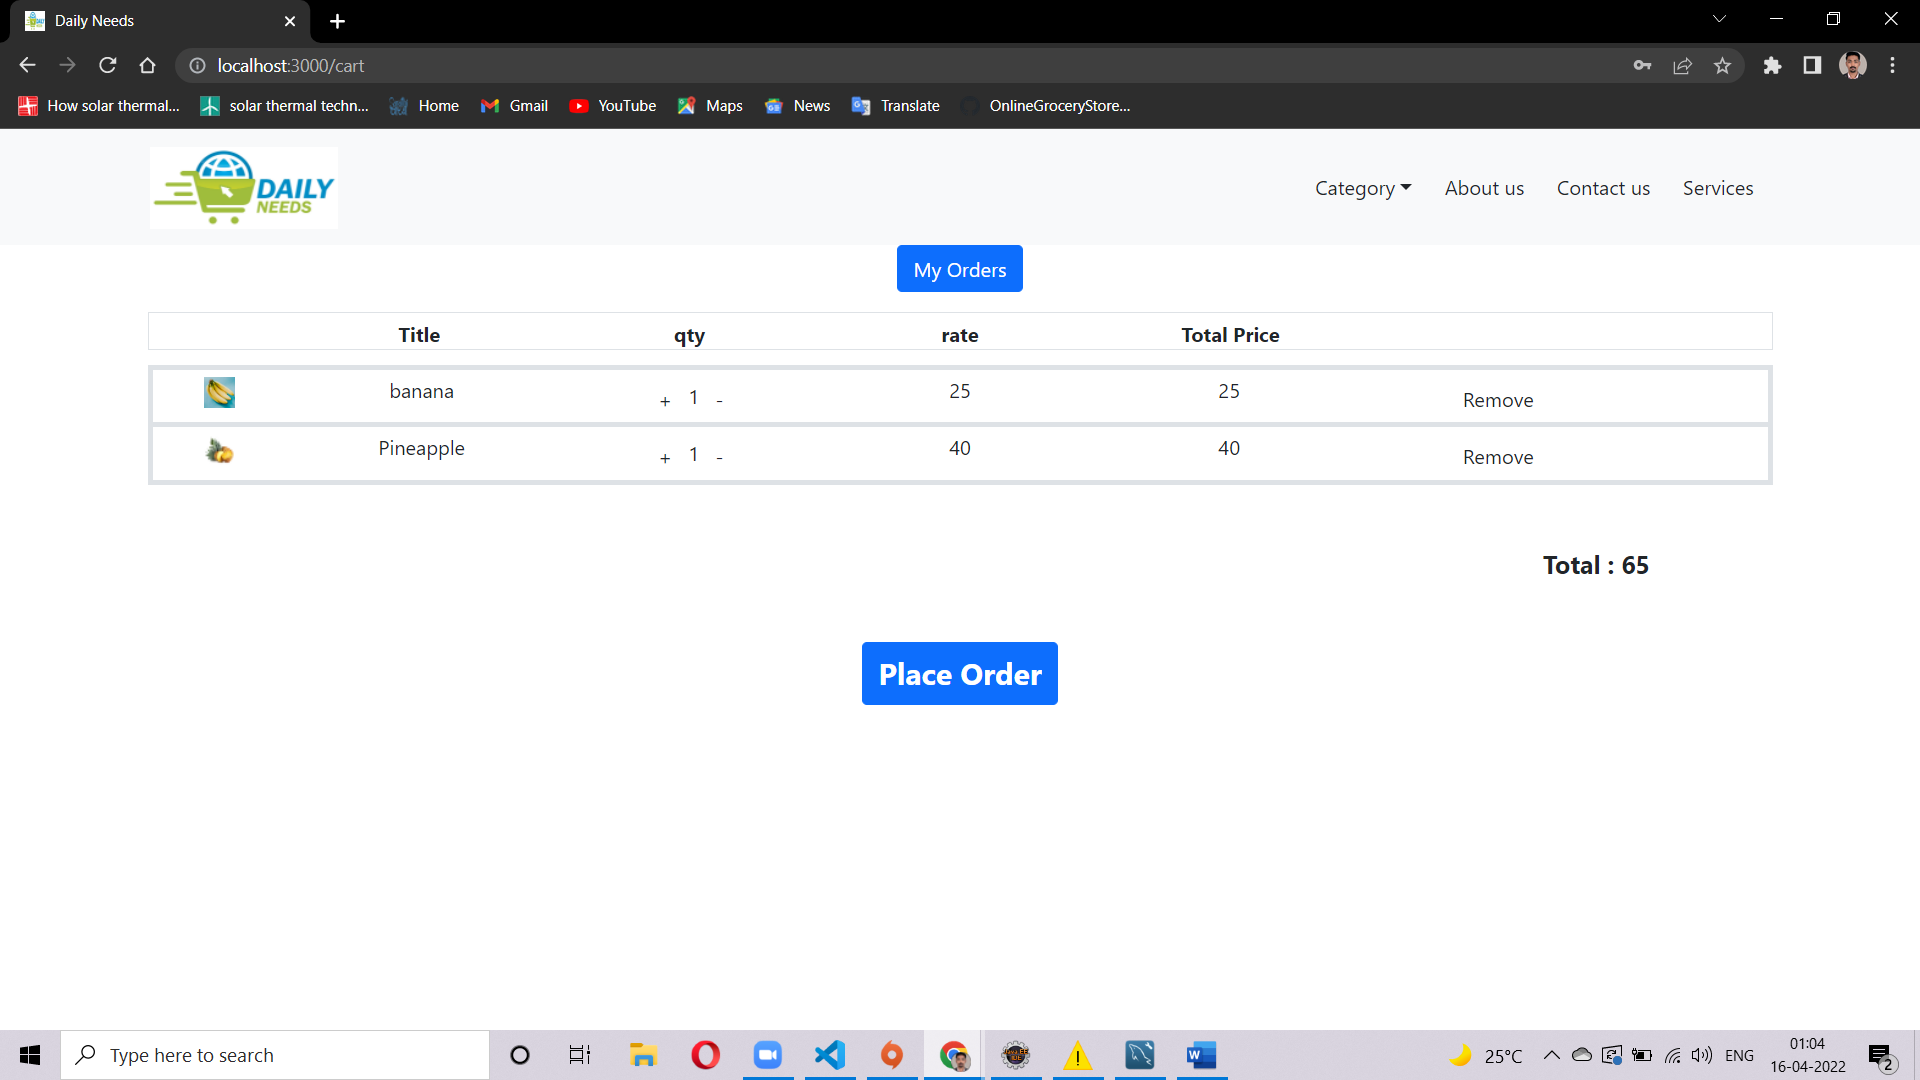 Daily Needs
localhost:3000/cart
How solar thermal... solar thermal techn... Home Gmail YouTube Maps News Translate OnlineGroceryStore...
DAILY
NEEDS
Category About us Contact us Services
My Orders
Title qty rate Total Price
banana + 1 - 25 25 Remove
Pineapple + 1 - 40 40 Remove
Total : 65
Place Order
Type here to search
25°C ENG
01:04
16-04-2022
2